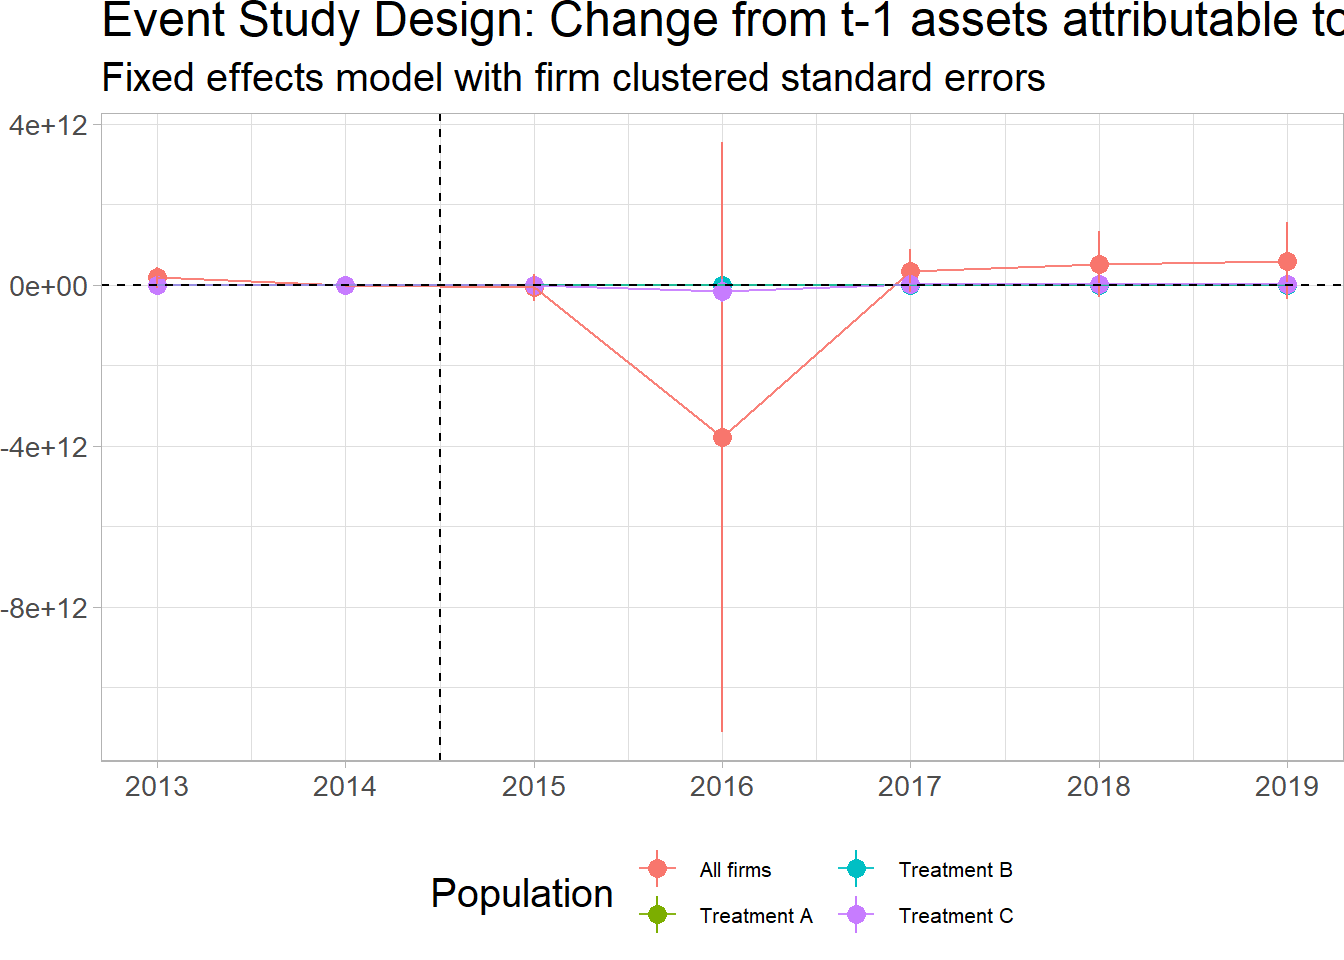 Event Study Design: Change from t-1 assets attributable to
Fixed effects model with firm clustered standard errors
4e+12
0e+00
-4e+12
-8e+12
2013 2014 2015 2016 2017 2018 2019
Population
All firms Treatment B
Treatment A Treatment C